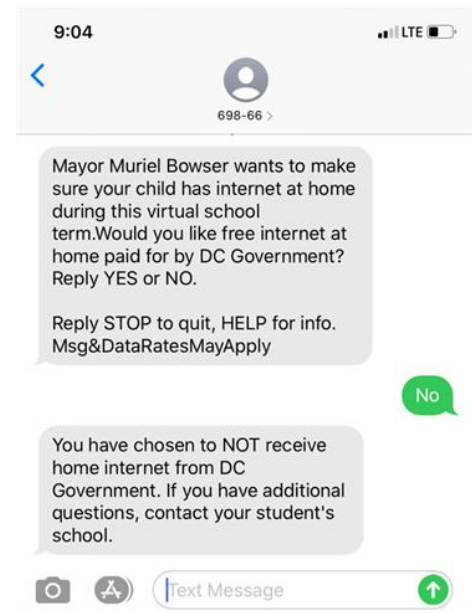 9:04
LTE
698-66 >
Mayor Muriel Bowser wants to make
sure your child has internet at home
during this virtual school
term.Would you like free internet at
home paid for by DC Government?
Reply YES or NO.
Reply STOP to quit, HELP for info.
Msg&DataRatesMayApply
No
You have chosen to NOT receive
home internet from DC
Government. If you have additional
questions, contact your student's
school.
Text Message